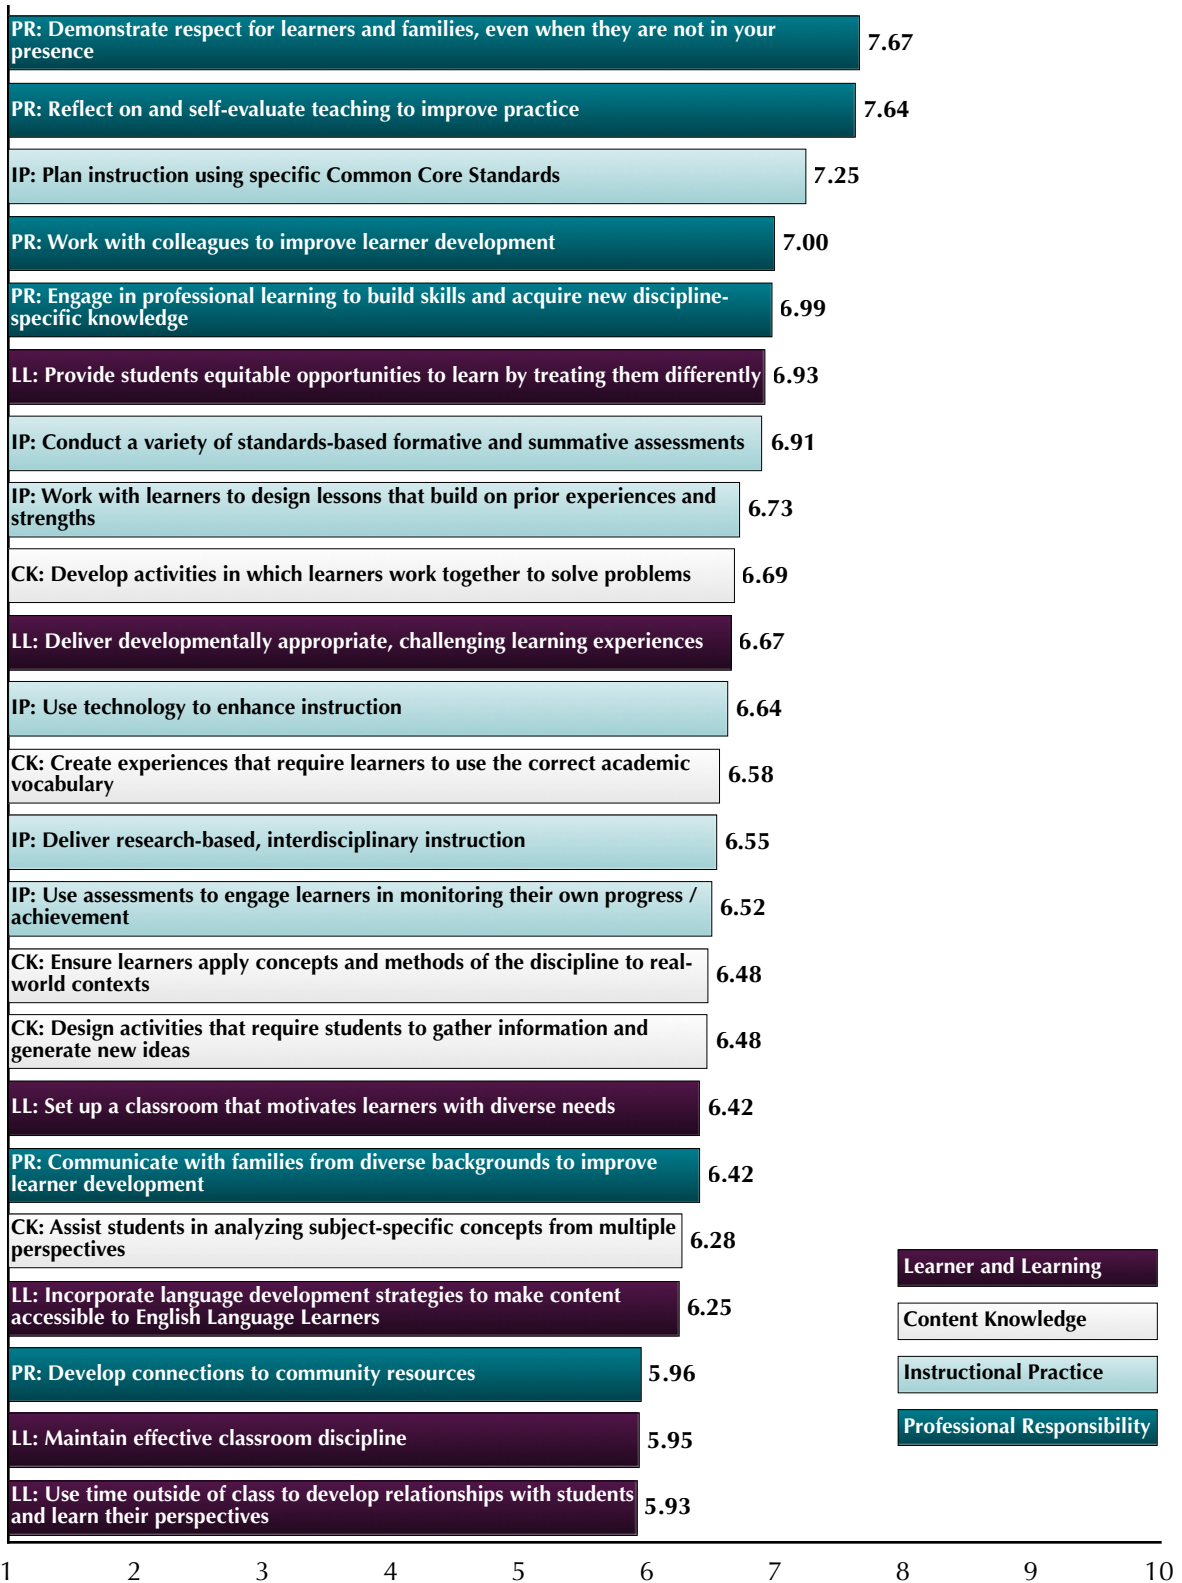 PR: Demonstrate respect for learners and families, even when they are not in your
presence
7.67
PR: Reflect on and self-evaluate teaching to improve practice
7.64
IP: Plan instruction using specific Common Core Standards
7.25
PR: Work with colleagues to improve learner development
7.00
PR: Engage in professional learning to build skills and acquire new discipline-
specific knowledge
6.99
LL: Provide students equitable opportunities to learn by treating them differently
6.93
IP: Conduct a variety of standards-based formative and summative assessments
6.91
IP: Work with learners to design lessons that build on prior experiences and
strengths
6.73
CK: Develop activities in which learners work together to solve problems
6.69
LL: Deliver developmentally appropriate, challenging learning experiences
6.67
IP: Use technology to enhance instruction
6.64
CK: Create experiences that require learners to use the correct academic
vocabulary
6.58
IP: Deliver research-based, interdisciplinary instruction
6.55
IP: Use assessments to engage learners in monitoring their own progress /
achievement
6.52
CK: Ensure learners apply concepts and methods of the discipline to real-
world contexts
6.48
CK: Design activities that require students to gather information and
generate new ideas
6.48
LL: Set up a classroom that motivates learners with diverse needs
6.42
PR: Communicate with families from diverse backgrounds to improve
learner development
6.42
CK: Assist students in analyzing subject-specific concepts from multiple
perspectives
6.28
LL: Incorporate language development strategies to make content
accessible to English Language Learners
6.25
PR: Develop connections to community resources
5.96
LL: Maintain effective classroom discipline
5.95
LL: Use time outside of class to develop relationships with students
and learn their perspectives
5.93
Learner and Learning
Content Knowledge
Instructional Practice
Professional Responsibility
1 2 3 4 5 6 7 8 9 10